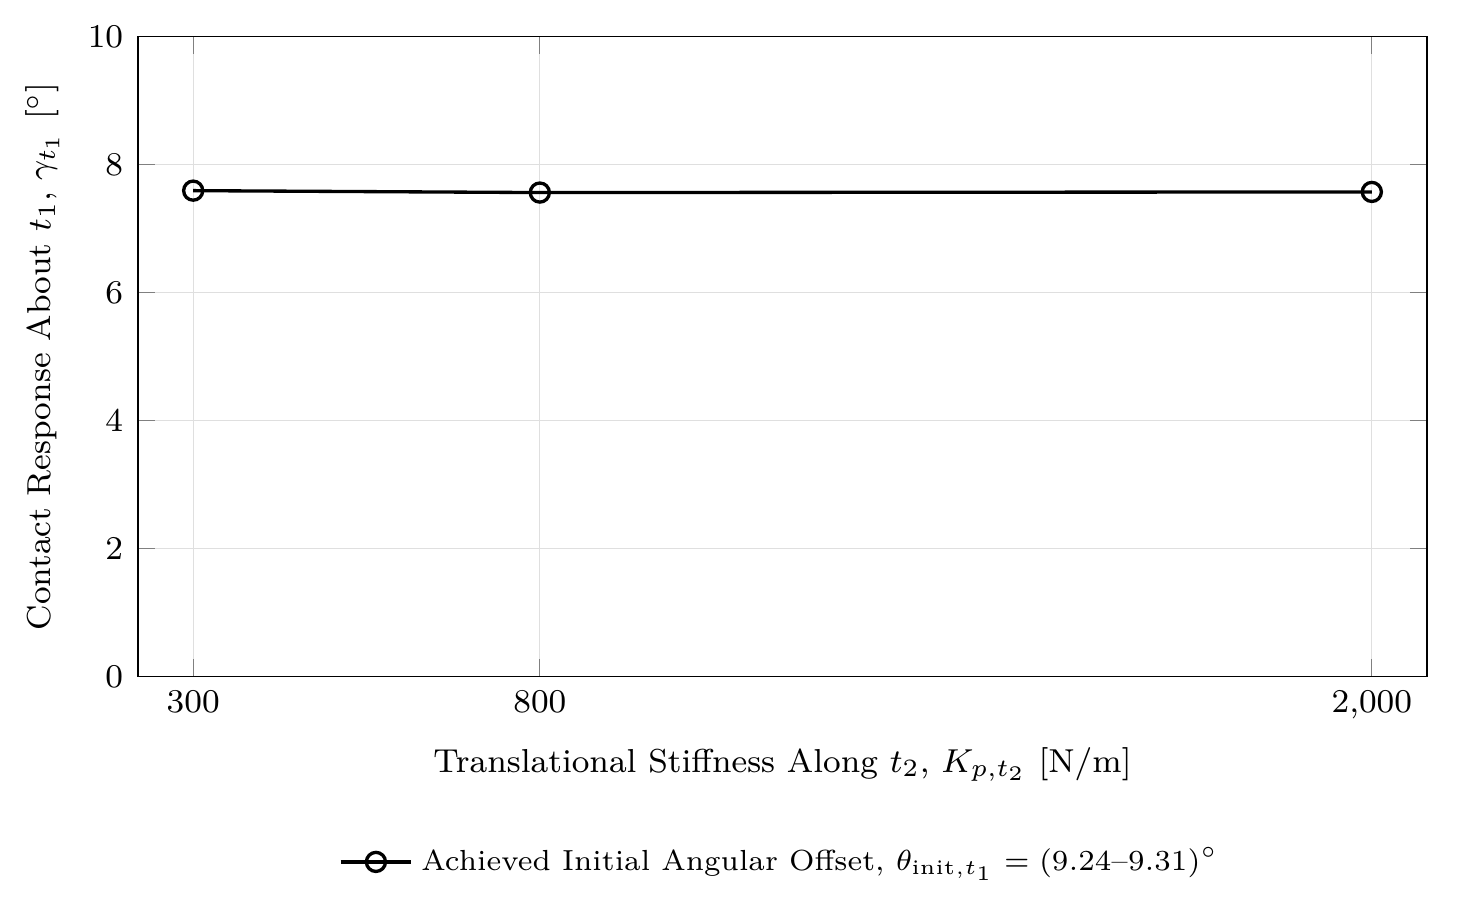 10
8
6
4
2
0
Contact Response About t₁, γₜ₁ [°]
300 800 2,000
Translational Stiffness Along t₂, Kₚ,ₜ₂ [N/m]
Achieved Initial Angular Offset, θ_init,t₁ = (9.24–9.31)°